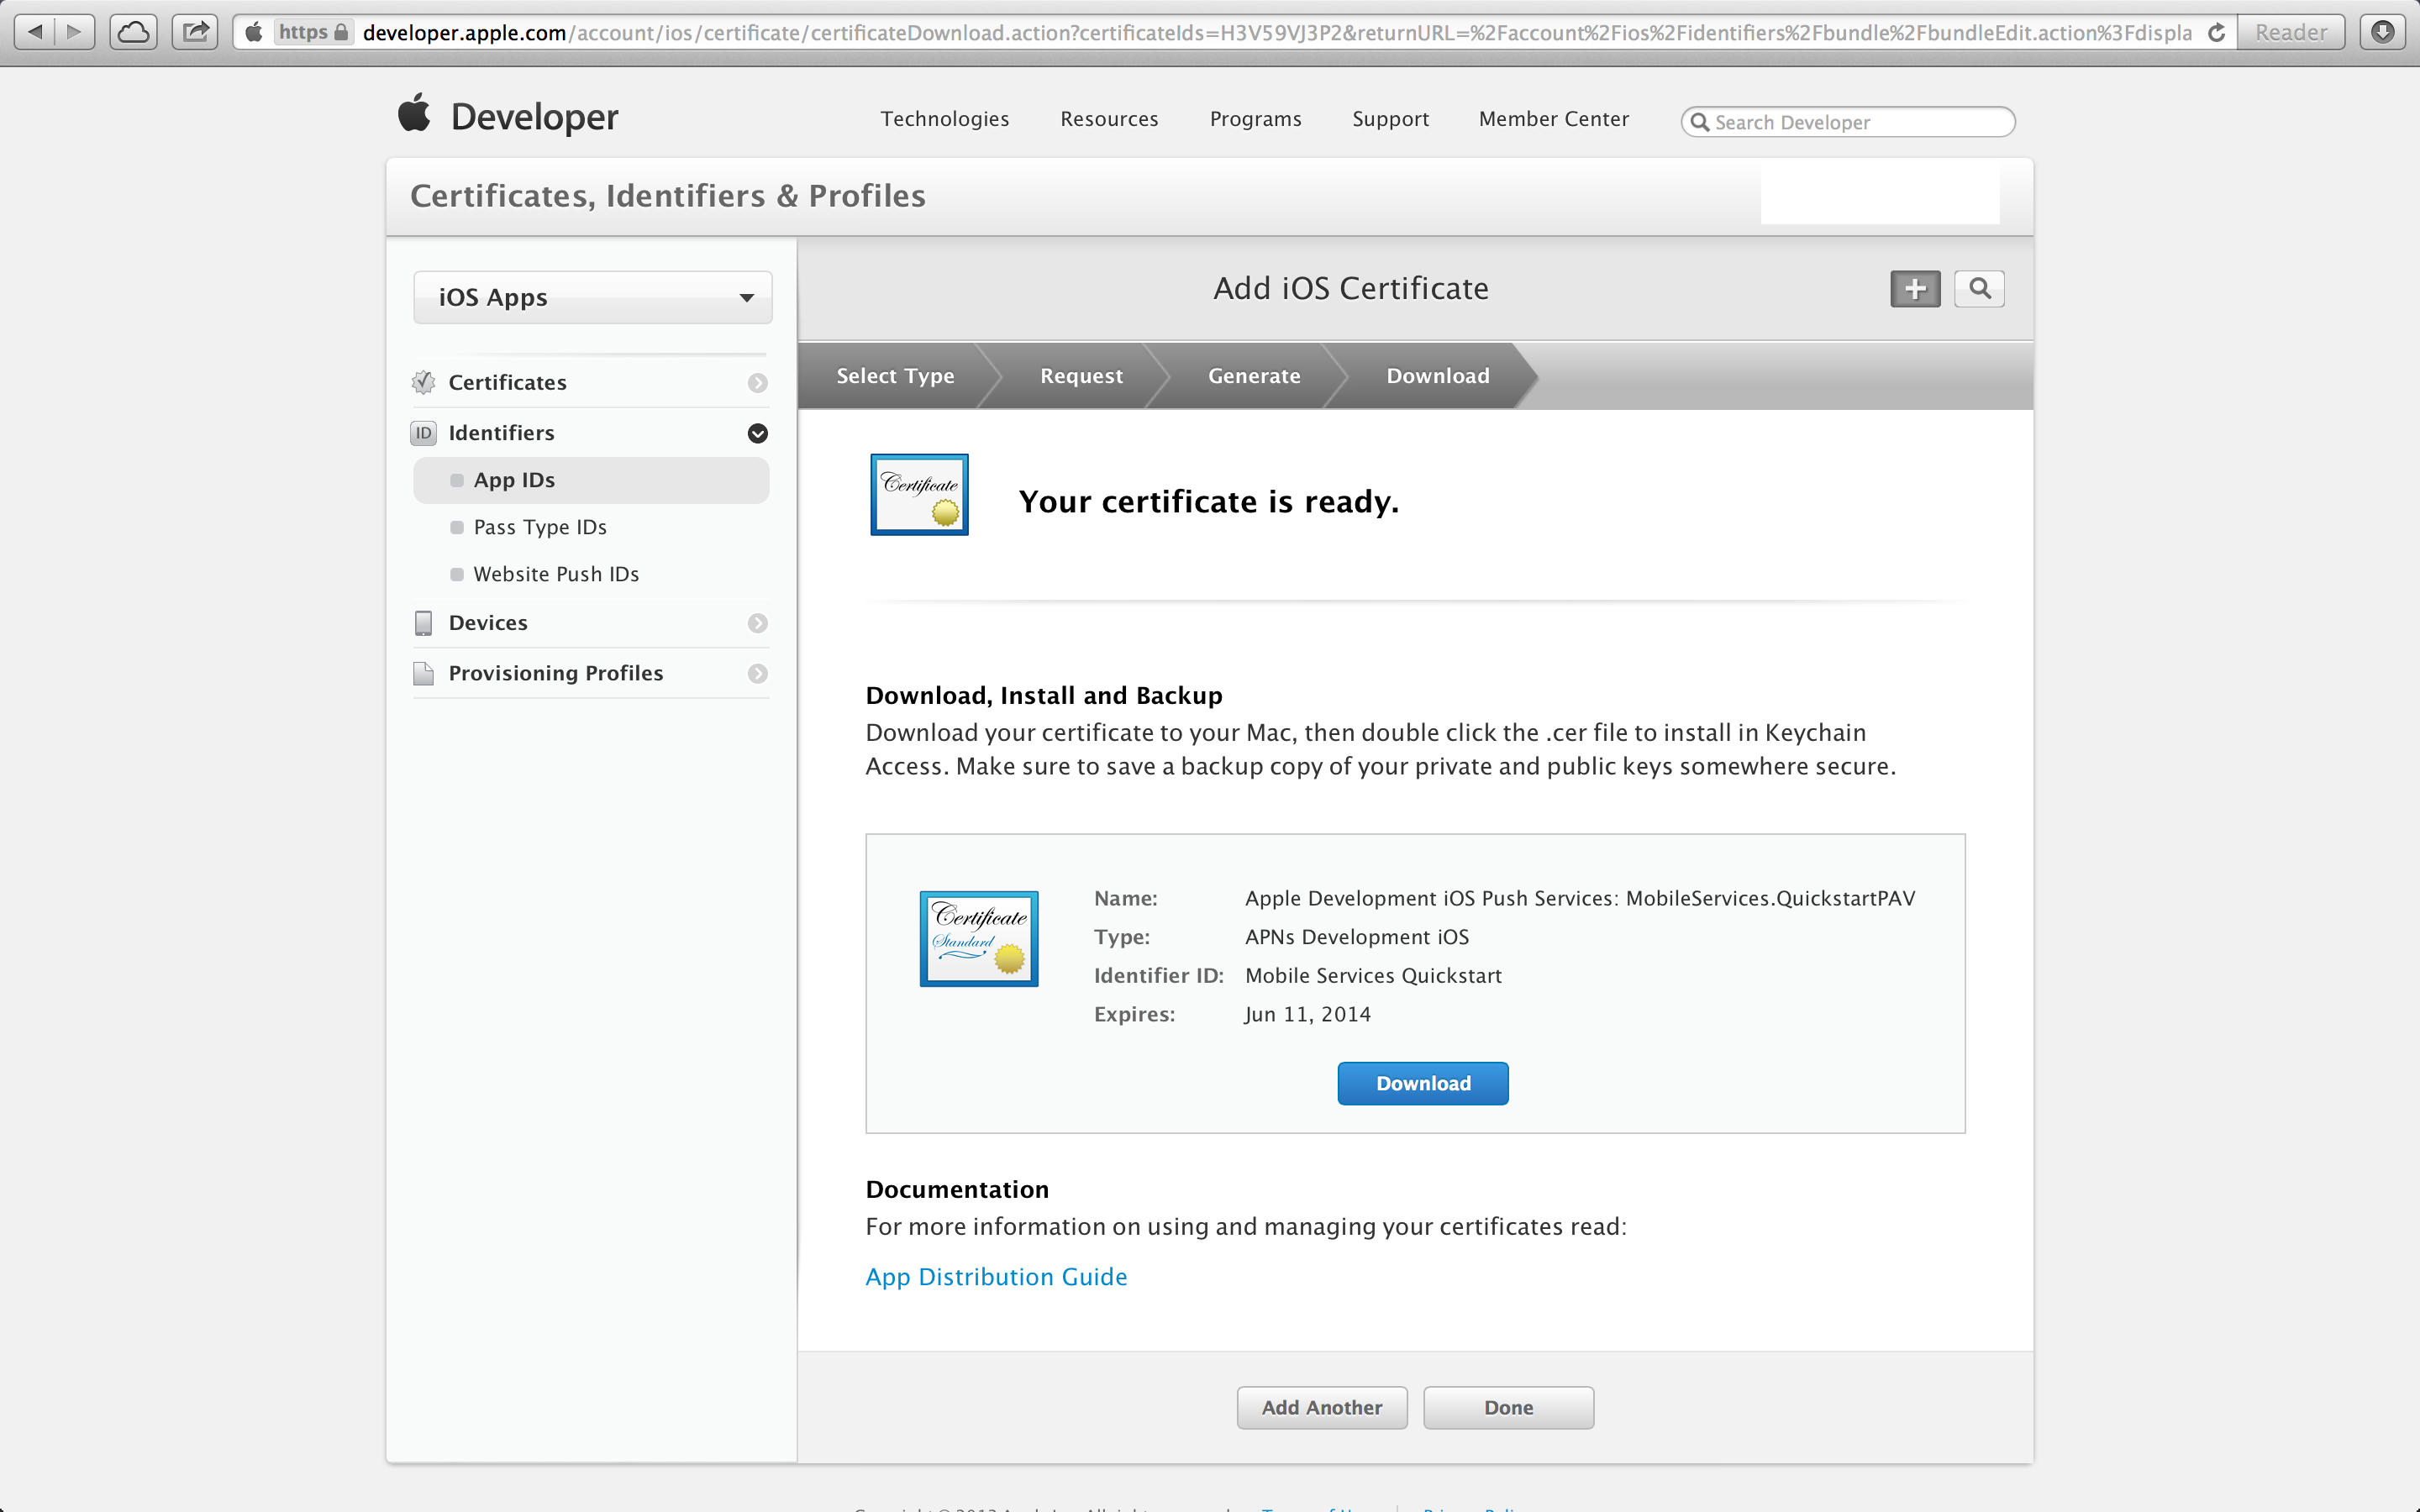 https developer.apple.com/account/ios/certificate/certificateDownload.action?certificateIds=H3V59VJ3P2&returnURL=%2Faccount%2Fios%2Fidentifiers%2Fbundle%2FbundleEdit.action%3Fdispla Reader
Developer Technologies Resources Programs Support Member Center Search Developer
Certificates, Identifiers & Profiles
iOS Apps
Certificates
ID Identifiers
App IDs
Pass Type IDs
Website Push IDs
Devices
Provisioning Profiles
Add iOS Certificate
Select Type Request Generate Download
Certificate
Your certificate is ready.
Download, Install and Backup
Download your certificate to your Mac, then double click the .cer file to install in Keychain
Access. Make sure to save a backup copy of your private and public keys somewhere secure.
Certificate
Standard
Name: Apple Development iOS Push Services: MobileServices.QuickstartPAV
Type: APNs Development iOS
Identifier ID: Mobile Services Quickstart
Expires: Jun 11, 2014
Download
Documentation
For more information on using and managing your certificates read:
App Distribution Guide
Add Another Done